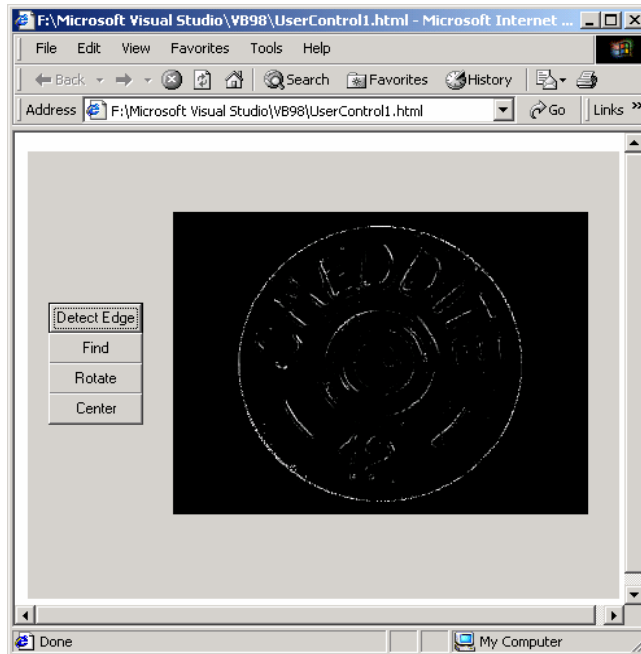 F:\Microsoft Visual Studio\VB98\UserControl1.html - Microsoft Internet ...
File Edit View Favorites Tools Help
Back Search Favorites History
Address F:\Microsoft Visual Studio\VB98\UserControl1.html Go Links »
Detect Edge
Find
Rotate
Center
12
Done My Computer